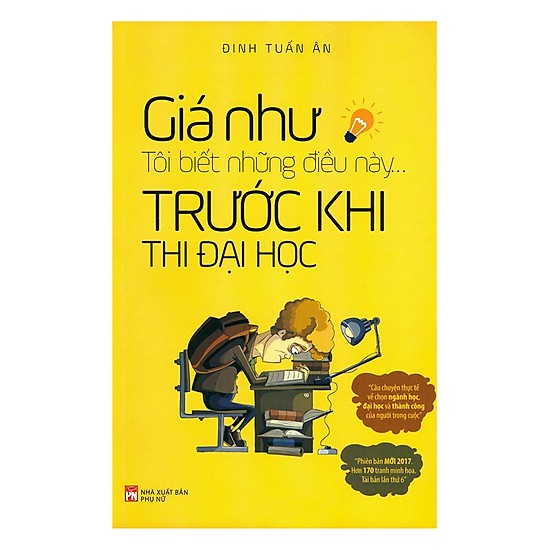 ĐINH TUẤN ÂN
Giá như
Tôi biết những điều này...
TRƯỚC KHI
THI ĐẠI HỌC
"Câu chuyện thực tế
về chọn ngành học,
đại học và thành công
của người trong cuộc"
"Phiên bản MỚI 2017.
Hơn 170 tranh minh họa.
Tái bản lần thứ 6"
PN
NHÀ XUẤT BẢN
PHỤ NỮ